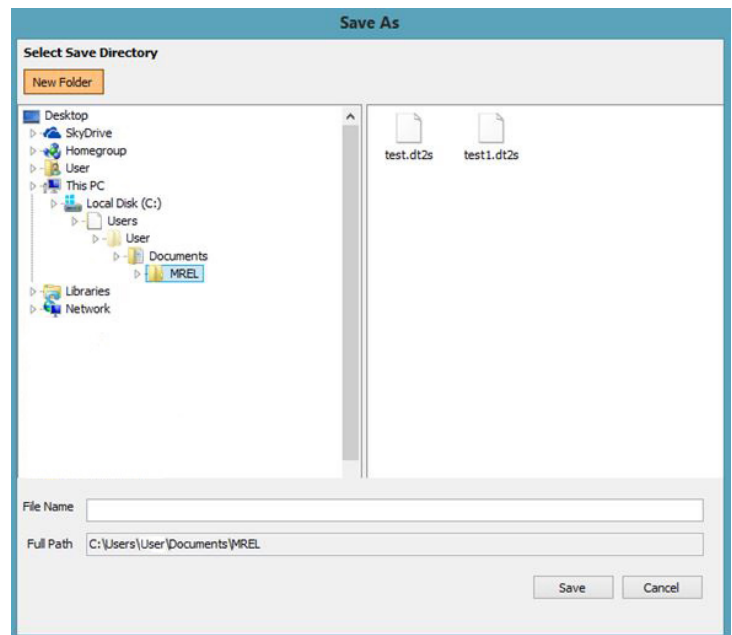 Save As
Select Save Directory
New Folder
Desktop
SkyDrive
Homegroup
User
This PC
Local Disk (C:)
Users
User
Documents
MREL
Libraries
Network
test.dt2s test1.dt2s
File Name
Full Path C:\Users\User\Documents\MREL
Save Cancel